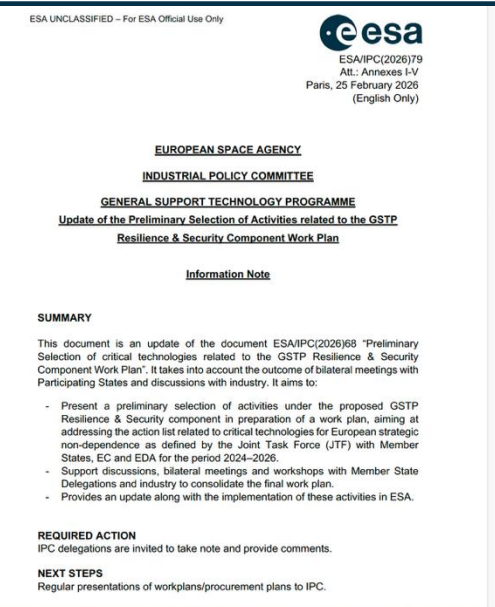 ESA UNCLASSIFIED – For ESA Official Use Only
esa
ESA/IPC(2026)79
Att.: Annexes I-V
Paris, 25 February 2026
(English Only)
EUROPEAN SPACE AGENCY
INDUSTRIAL POLICY COMMITTEE
GENERAL SUPPORT TECHNOLOGY PROGRAMME
Update of the Preliminary Selection of Activities related to the GSTP
Resilience & Security Component Work Plan
Information Note
SUMMARY
This document is an update of the document ESA/IPC(2026)68 “Preliminary
Selection of critical technologies related to the GSTP Resilience & Security
Component Work Plan”. It takes into account the outcome of bilateral meetings with
Participating States and discussions with industry. It aims to:
- Present a preliminary selection of activities under the proposed GSTP
Resilience & Security component in preparation of a work plan, aiming at
addressing the action list related to critical technologies for European strategic
non-dependence as defined by the Joint Task Force (JTF) with Member
States, EC and EDA for the period 2024–2026.
- Support discussions, bilateral meetings and workshops with Member State
Delegations and industry to consolidate the final work plan.
- Provides an update along with the implementation of these activities in ESA.
REQUIRED ACTION
IPC delegations are invited to take note and provide comments.
NEXT STEPS
Regular presentations of workplans/procurement plans to IPC.